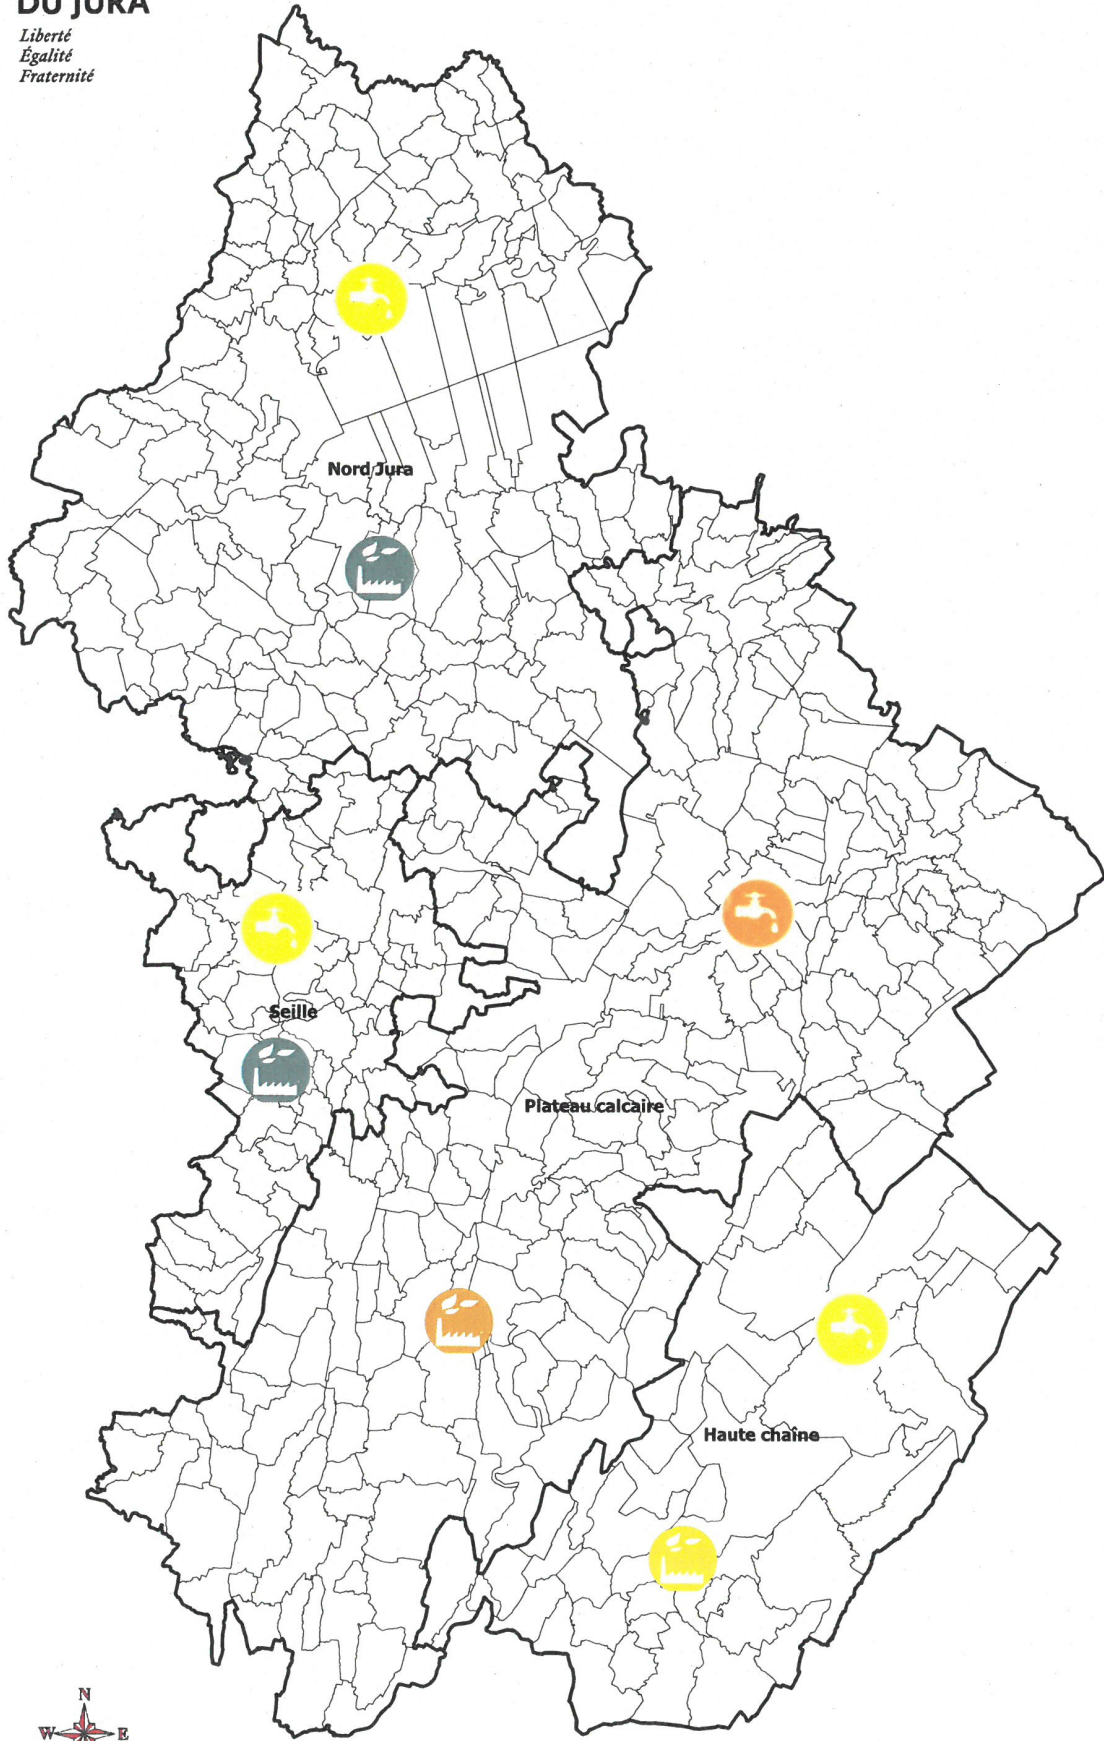 DU JURA
Liberté
Égalité
Fraternité
Nord Jura
Seille
Plateau calcaire
Haute chaîne
N
W E